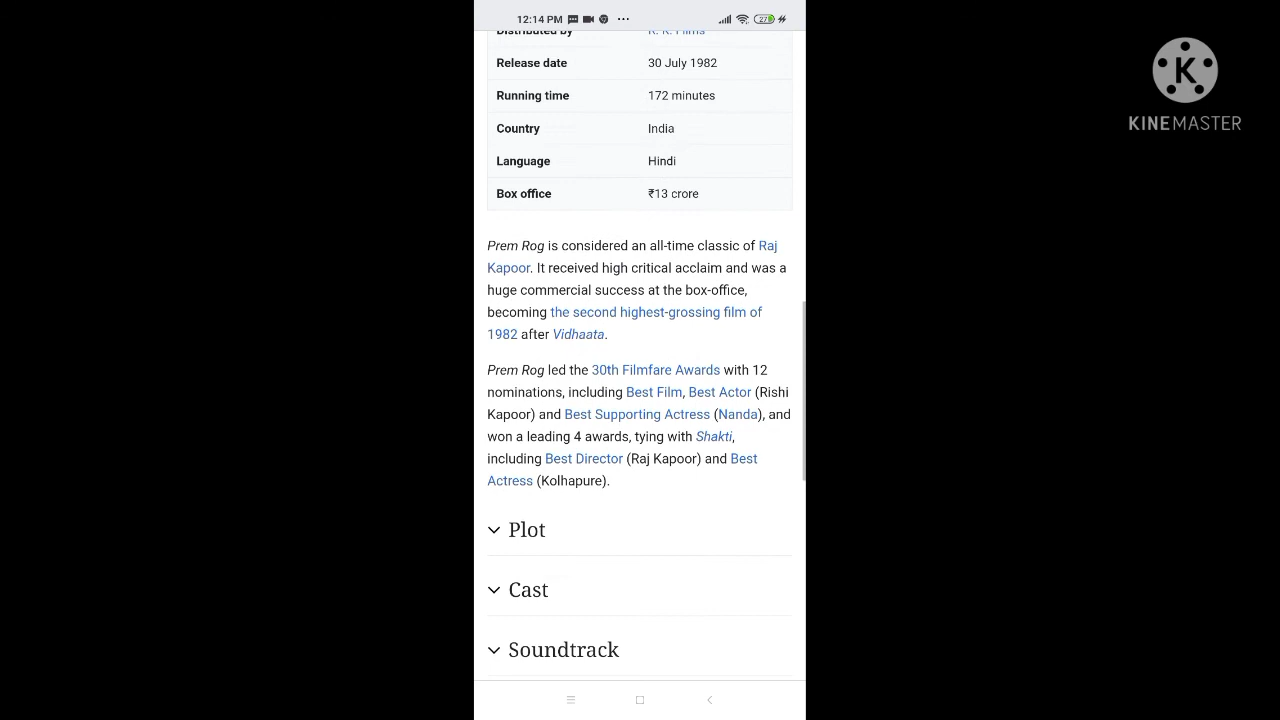 12:14 PM
27
KINEMASTER
Distributed by R. K. Films
Release date 30 July 1982
Running time 172 minutes
Country India
Language Hindi
Box office ₹13 crore
Prem Rog is considered an all-time classic of Raj
Kapoor. It received high critical acclaim and was a
huge commercial success at the box-office,
becoming the second highest-grossing film of
1982 after Vidhaata.
Prem Rog led the 30th Filmfare Awards with 12
nominations, including Best Film, Best Actor (Rishi
Kapoor) and Best Supporting Actress (Nanda), and
won a leading 4 awards, tying with Shakti,
including Best Director (Raj Kapoor) and Best
Actress (Kolhapure).
Plot
Cast
Soundtrack